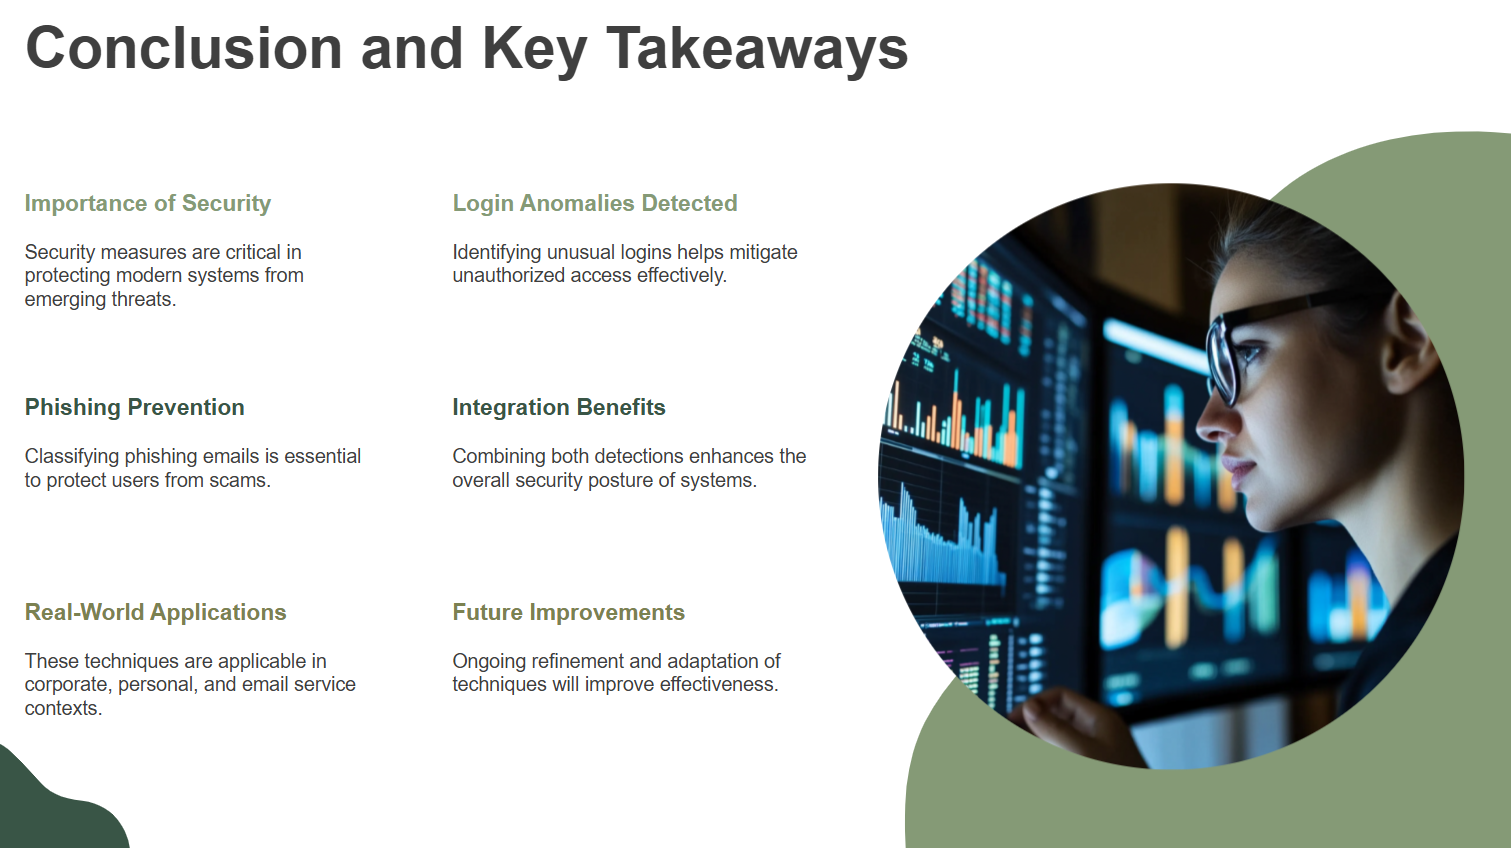 Conclusion and Key Takeaways
Importance of Security
Security measures are critical in
protecting modern systems from
emerging threats.
Login Anomalies Detected
Identifying unusual logins helps mitigate
unauthorized access effectively.
Phishing Prevention
Classifying phishing emails is essential
to protect users from scams.
Integration Benefits
Combining both detections enhances the
overall security posture of systems.
Real-World Applications
These techniques are applicable in
corporate, personal, and email service
contexts.
Future Improvements
Ongoing refinement and adaptation of
techniques will improve effectiveness.